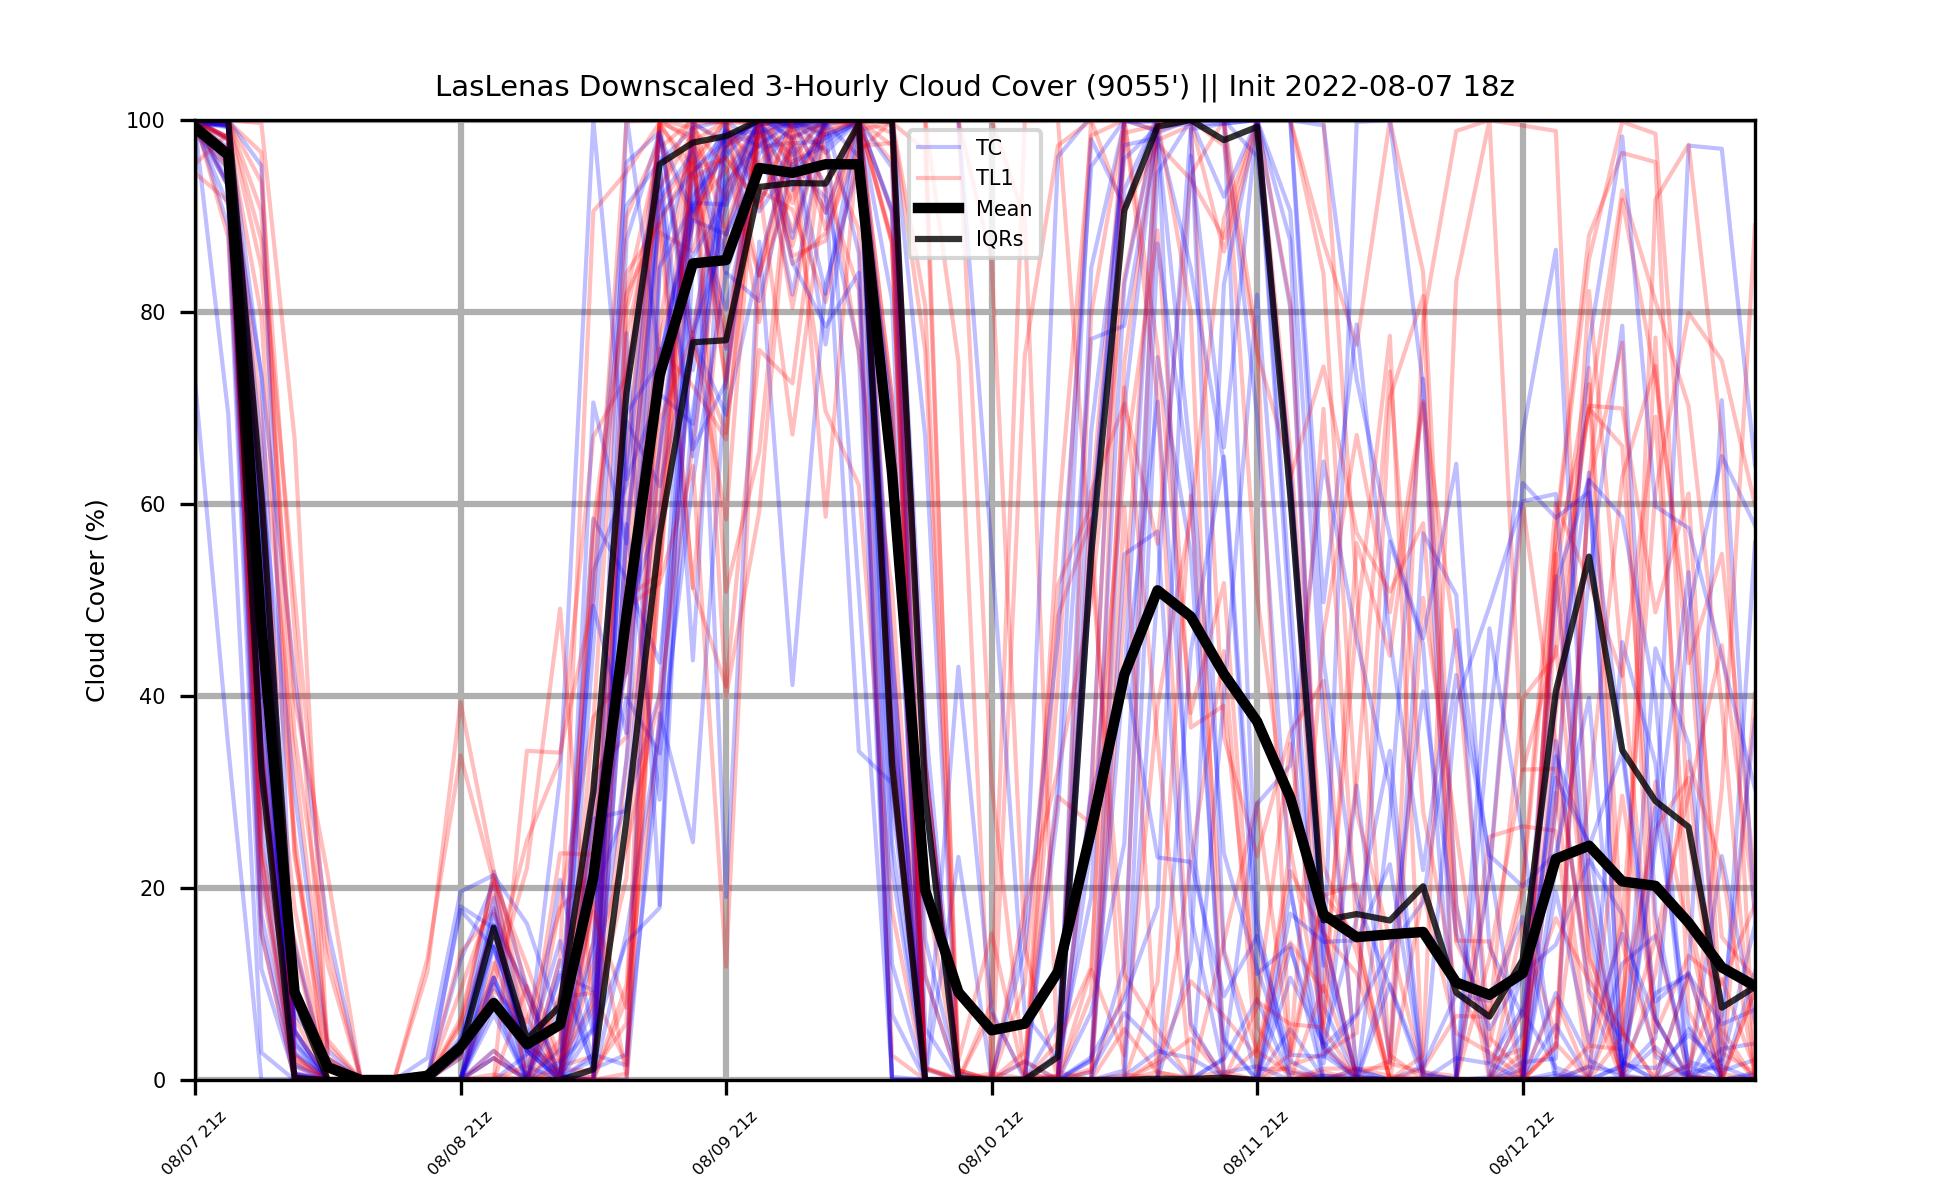 LasLenas Downscaled 3-Hourly Cloud Cover (9055') || Init 2022-08-07 18z
Cloud Cover (%)
100
80
60
40
20
0
TC
TL1
Mean
IQRs
08/07 21z
08/08 21z
08/09 21z
08/10 21z
08/11 21z
08/12 21z